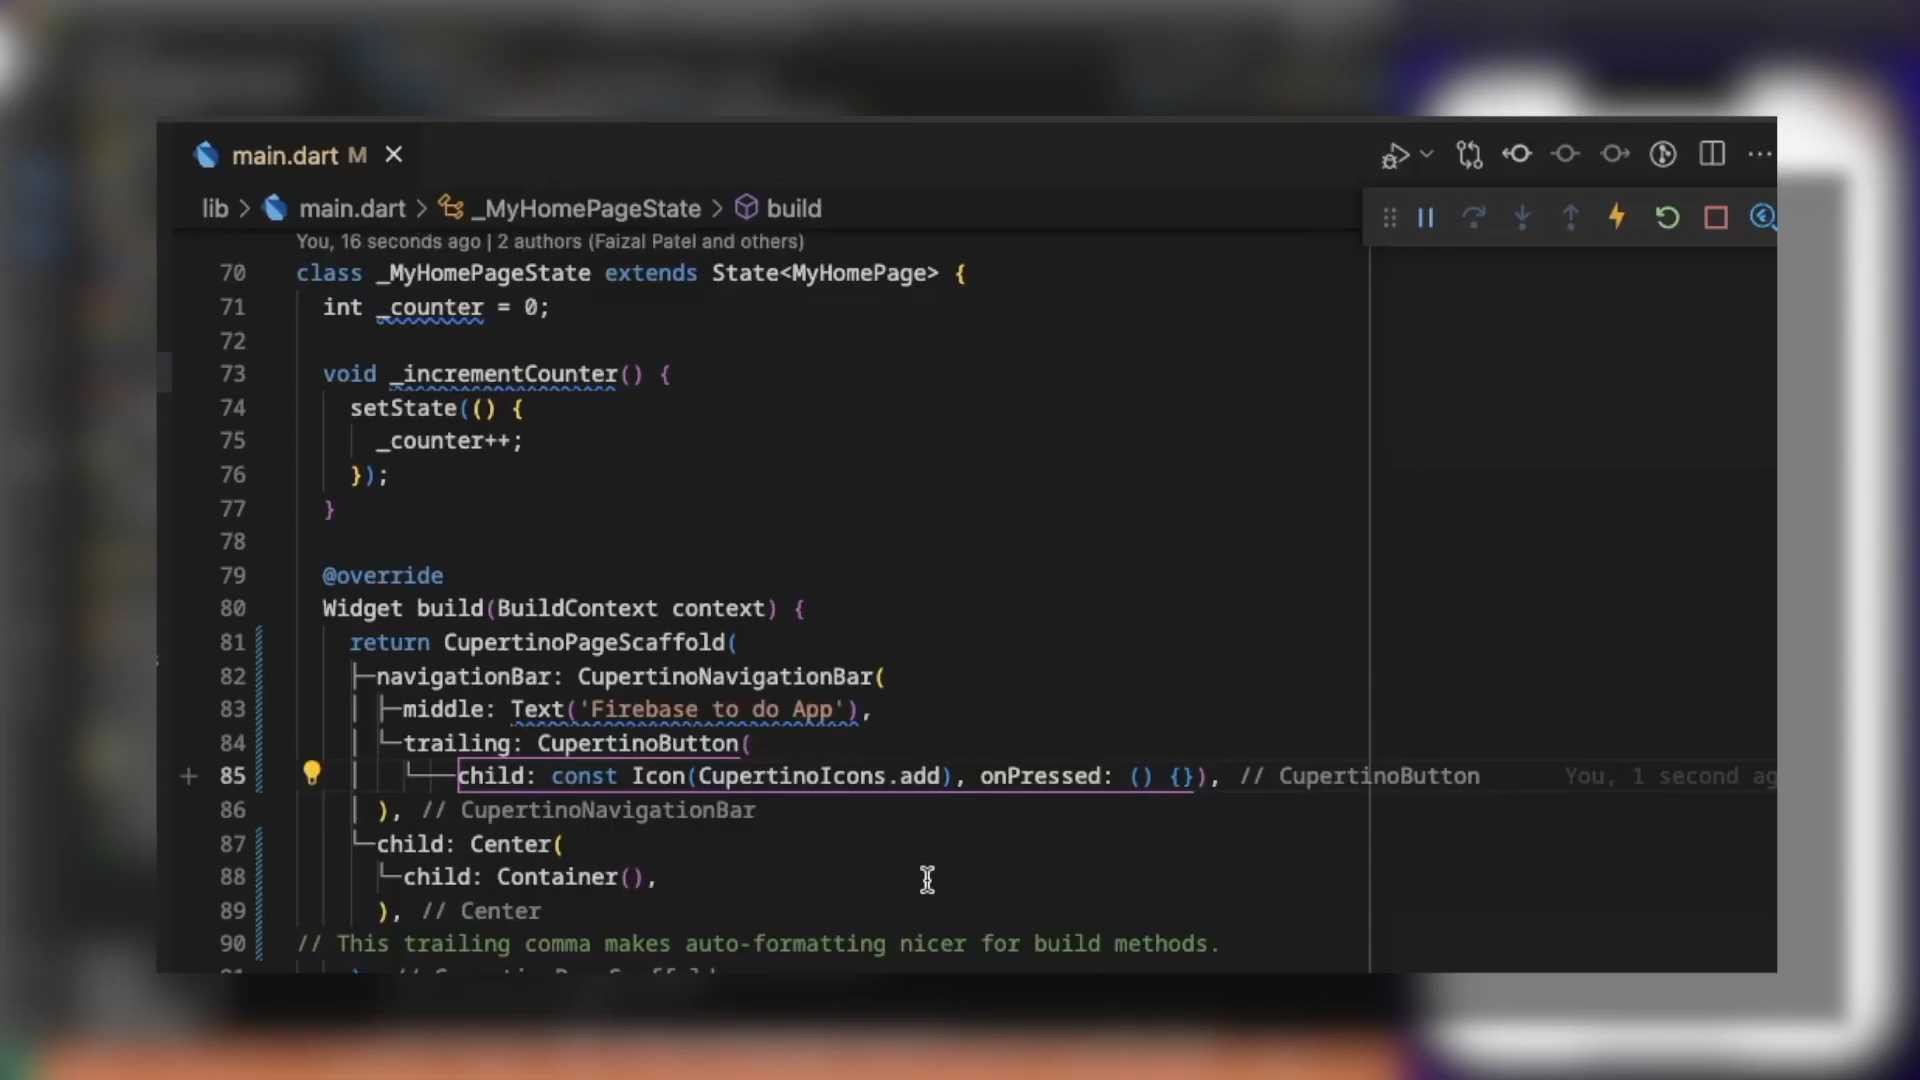 main.dart M
lib > main.dart > _MyHomePageState > build
You, 16 seconds ago | 2 authors (Faizal Patel and others)
70 class _MyHomePageState extends State<MyHomePage> {
71 int _counter = 0;
72
73 void _incrementCounter() {
74 setState(() {
75 _counter++;
76 });
77 }
78
79 @override
80 Widget build(BuildContext context) {
81 return CupertinoPageScaffold(
82 navigationBar: CupertinoNavigationBar(
83 middle: Text('Firebase to do App'),
84 trailing: CupertinoButton(
85 child: const Icon(CupertinoIcons.add), onPressed: () {}), // CupertinoButton You, 1 second ag
86 ), // CupertinoNavigationBar
87 child: Center(
88 child: Container(),
89 ), // Center
90 // This trailing comma makes auto-formatting nicer for build methods.